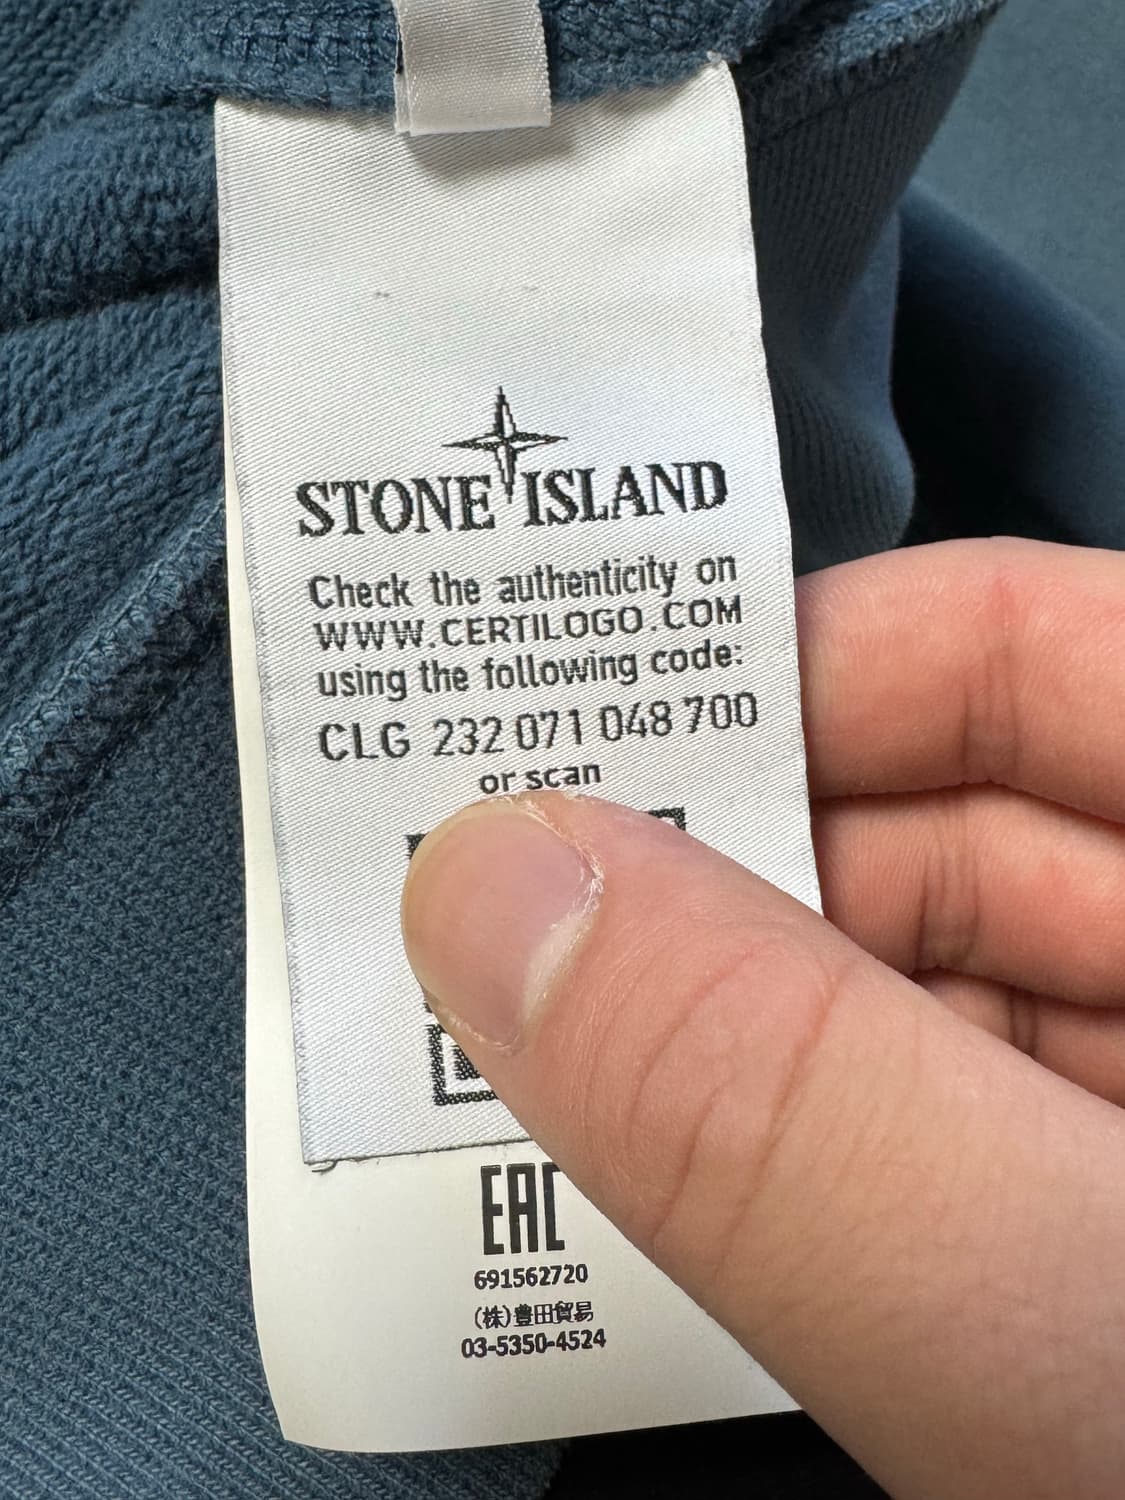 STONE ISLAND
Check the authenticity on
WWW.CERTILOGO.COM
using the following code:
CLG 232 071 048 700
or scan
EAC
691562720
(株)豊田貿易
03-5350-4524